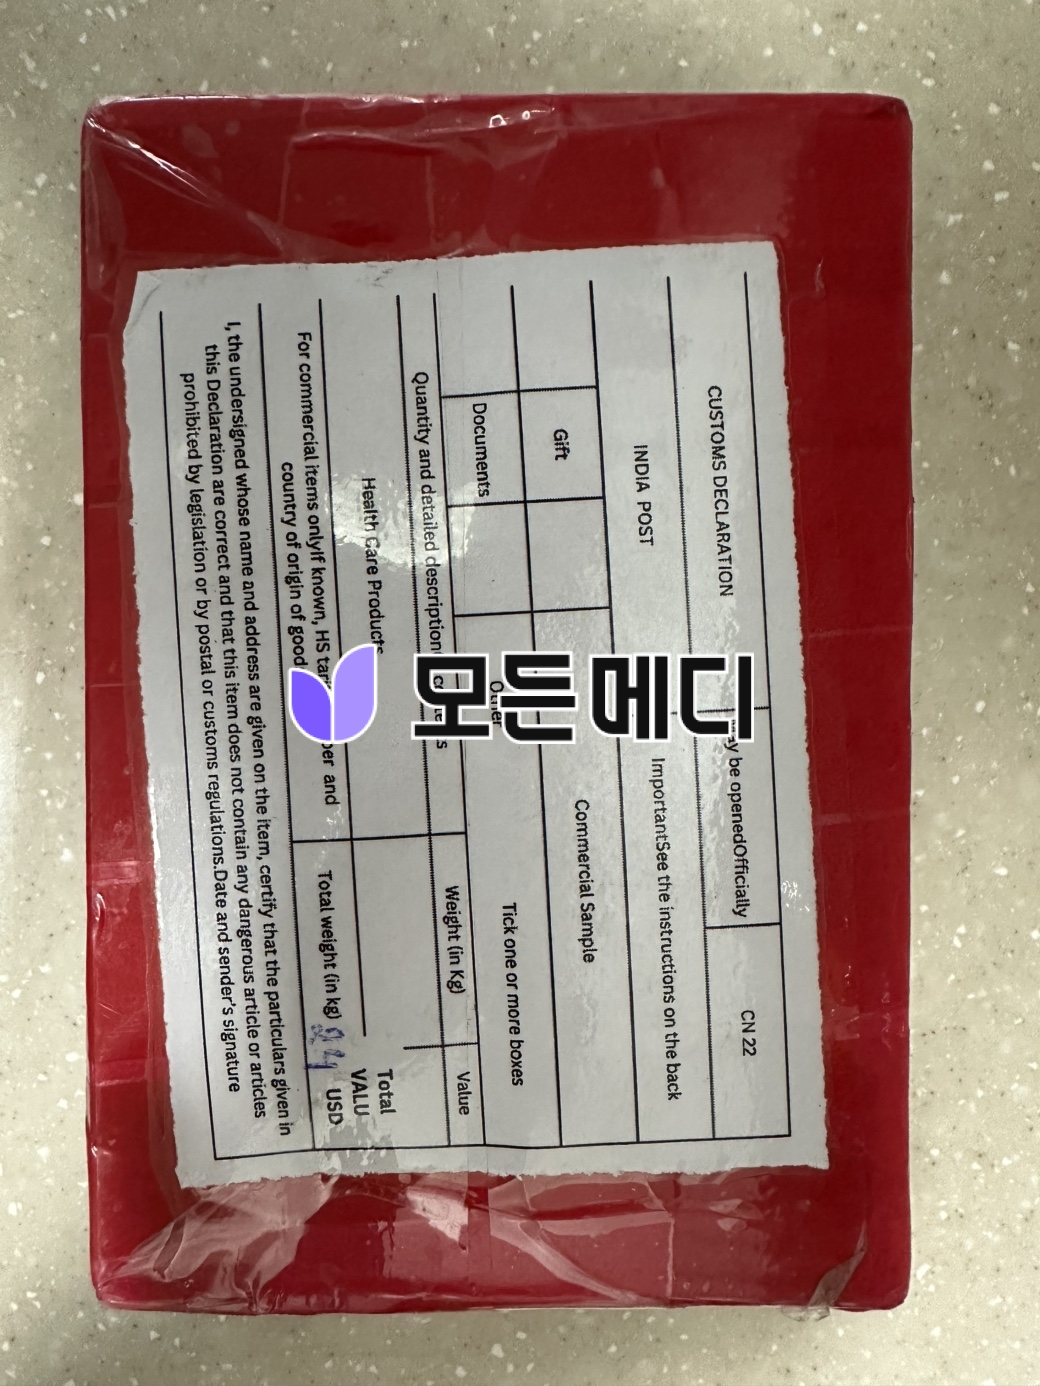 CUSTOMS DECLARATION
be openedOfficially
CN 22
INDIA POST
ImportantSee the instructions on the back
Gift
Commercial Sample
Documents
Other
Tick one or more boxes
Quantity and detailed description
Weight (in Kg)
Value
Health Care Products
Total
VALU
For commercial items onlyIf known, HS and
country of origin of good
Total weight (in kg)
USD
I, the undersigned whose name and address are given on the item, certify that the particulars given in
this Declaration are correct and that this item does not contain any dangerous article or articles
prohibited by legislation or by postal or customs regulations.Date and sender's signature
모든메디